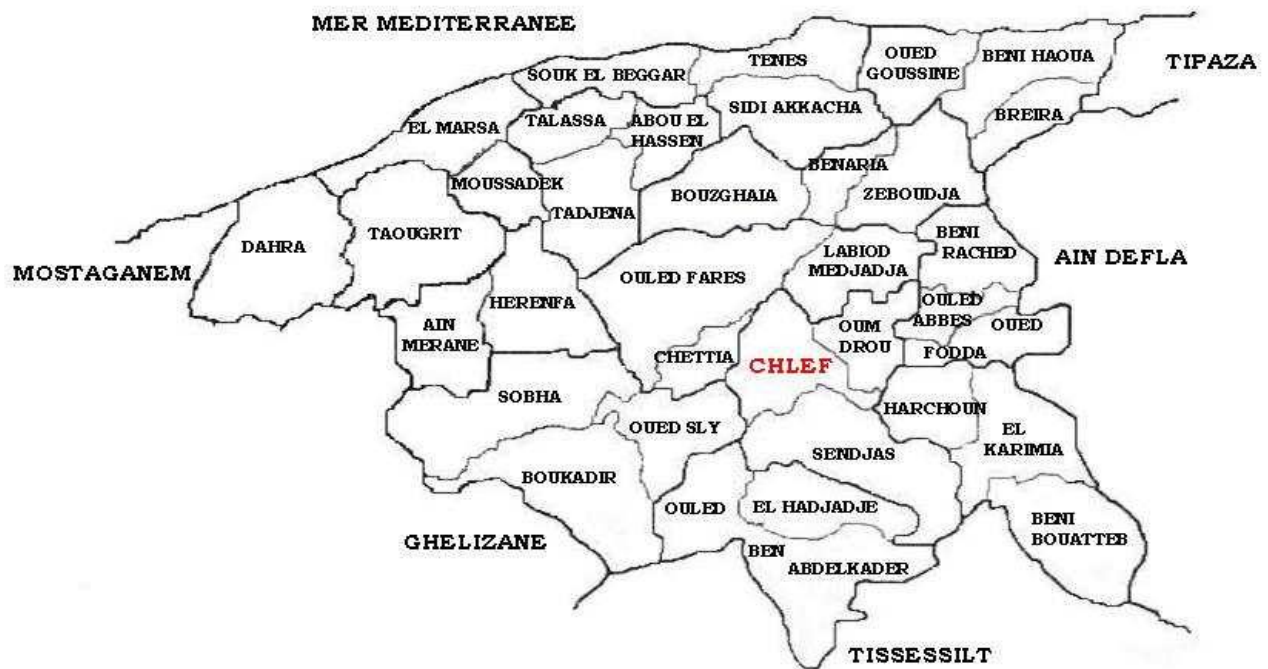 MER MEDITERRANEE
TENES
OUED
GOUSSINE
BENI HAOUA
TIPAZA
SOUK EL BEGGAR
SIDI AKKACHA
BREIRA
EL MARSA
TALASSA
ABOU EL
HASSEN
BENARIA
MOUSSADEK
BOUZGHAIA
ZEBOUDJA
TADJENA
DAHRA
TAOUGRIT
BENI
RACHED
MOSTAGANEM
LABIOD
MEDJADJA
AIN DEFLA
OULED FARES
HERENFA
OULED
ABBES
AIN
MERANE
OUM
DROU
OUED
FODDA
CHETTIA
CHLEF
SOBHA
HARCHOUN
OUED SLY
EL
KARIMIA
SENDJAS
BOUKADIR
OULED
EL HADJADJE
BENI
BOUATTEB
GHELIZANE
BEN
ABDELKADER
TISSESSILT